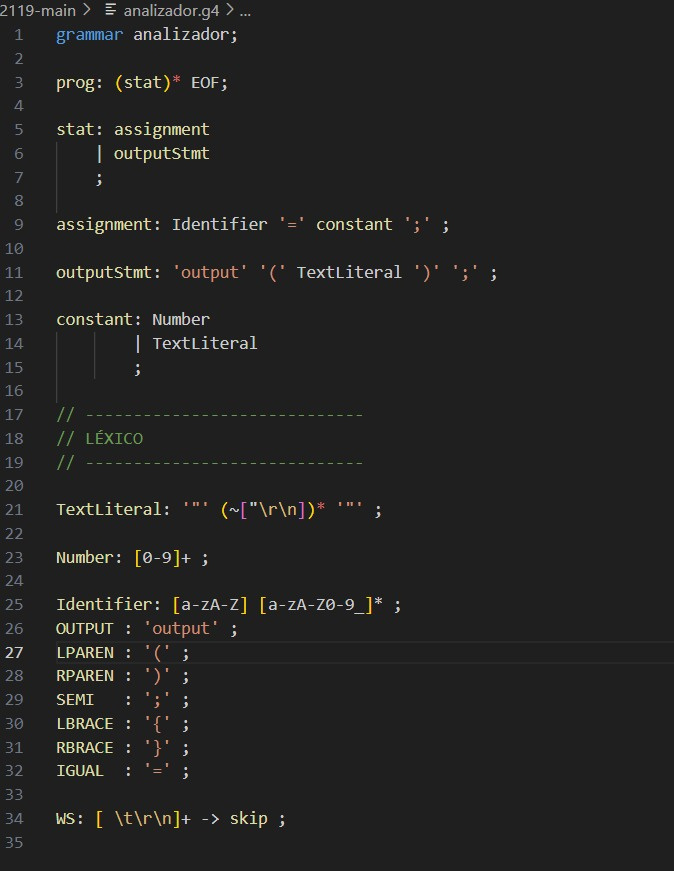 2119-main > analizador.g4 > ...
1 grammar analizador;
2
3 prog: (stat)* EOF;
4
5 stat: assignment
6     | outputStmt
7     ;
8
9 assignment: Identifier '=' constant ';' ;
10
11 outputStmt: 'output' '(' TextLiteral ')' ';' ;
12
13 constant: Number
14         | TextLiteral
15         ;
16
17 // -----------------------------
18 // LÉXICO
19 // -----------------------------
20
21 TextLiteral: '"' (~["\r\n])* '"' ;
22
23 Number: [0-9]+ ;
24
25 Identifier: [a-zA-Z] [a-zA-Z0-9_]* ;
26 OUTPUT : 'output' ;
27 LPAREN : '(' ;
28 RPAREN : ')' ;
29 SEMI   : ';' ;
30 LBRACE : '{' ;
31 RBRACE : '}' ;
32 IGUAL  : '=' ;
33
34 WS: [ \t\r\n]+ -> skip ;
35